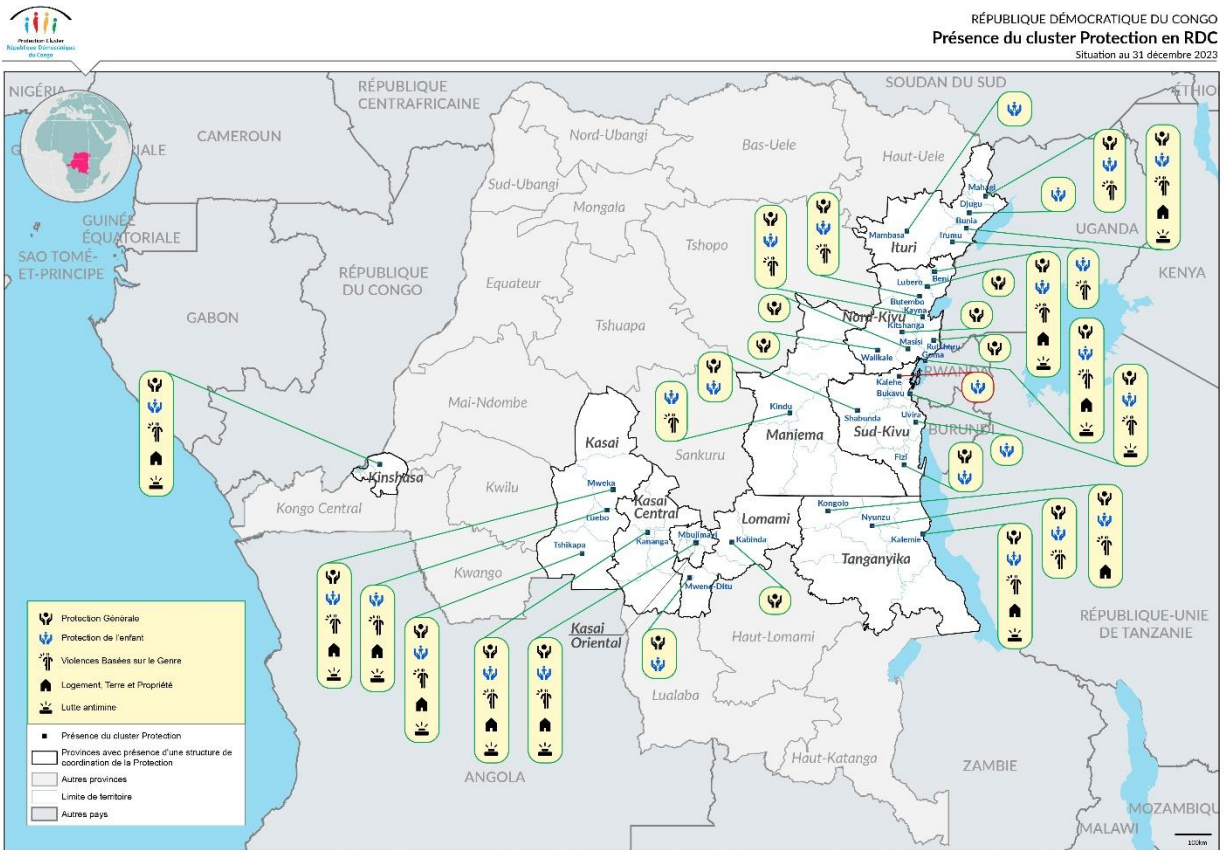 Protection Cluster
République Démocratique
du Congo
RÉPUBLIQUE DÉMOCRATIQUE DU CONGO
Présence du cluster Protection en RDC
Situation au 31 décembre 2023
NIGÉRIA
RÉPUBLIQUE
CENTRAFRICAINE
SOUDAN DU SUD
ÉTHIO
CAMEROUN
G
RIALE
GUINÉE
ÉQUATORIALE
SAO TOMÉ-
ET-PRINCIPE
GABON
RÉPUBLIQUE
DU CONGO
UGANDA
KENYA
RWANDA
BURUNDI
RÉPUBLIQUE-UNIE
DE TANZANIE
ANGOLA
ZAMBIE
MALAWI
MOZAMBIQU
Nord-Ubangi
Bas-Uele
Haut-Uele
Sud-Ubangi
Mongala
Tshopo
Equateur
Tshuapa
Mai-Ndombe
Sankuru
Kwilu
Kongo Central
Kwango
Haut-Lomami
Lualaba
Haut-Katanga
Ituri
Mahagi
Djugu
Bunia
Irumu
Mambasa
Nord-Kivu
Beni
Lubero
Butembo
Kayna
Kitshanga
Masisi
Rutshuru
Goma
Walikale
Sud-Kivu
Kalehe
Bukavu
Shabunda
Uvira
Fizi
Maniema
Kindu
Kinshasa
Kasai
Mweka
Luebo
Tshikapa
Kasai
Central
Kananga
Mbujimayi
Mwene-Ditu
Kasai
Oriental
Lomami
Kabinda
Tanganyika
Kongolo
Nyunzu
Kalemie
Protection Générale
Protection de l'enfant
Violences Basées sur le Genre
Logement, Terre et Propriété
Lutte antimine
Présence du cluster Protection
Provinces avec présence d'une structure de
coordination de la Protection
Autres provinces
Limite de territoire
Autres pays
100km